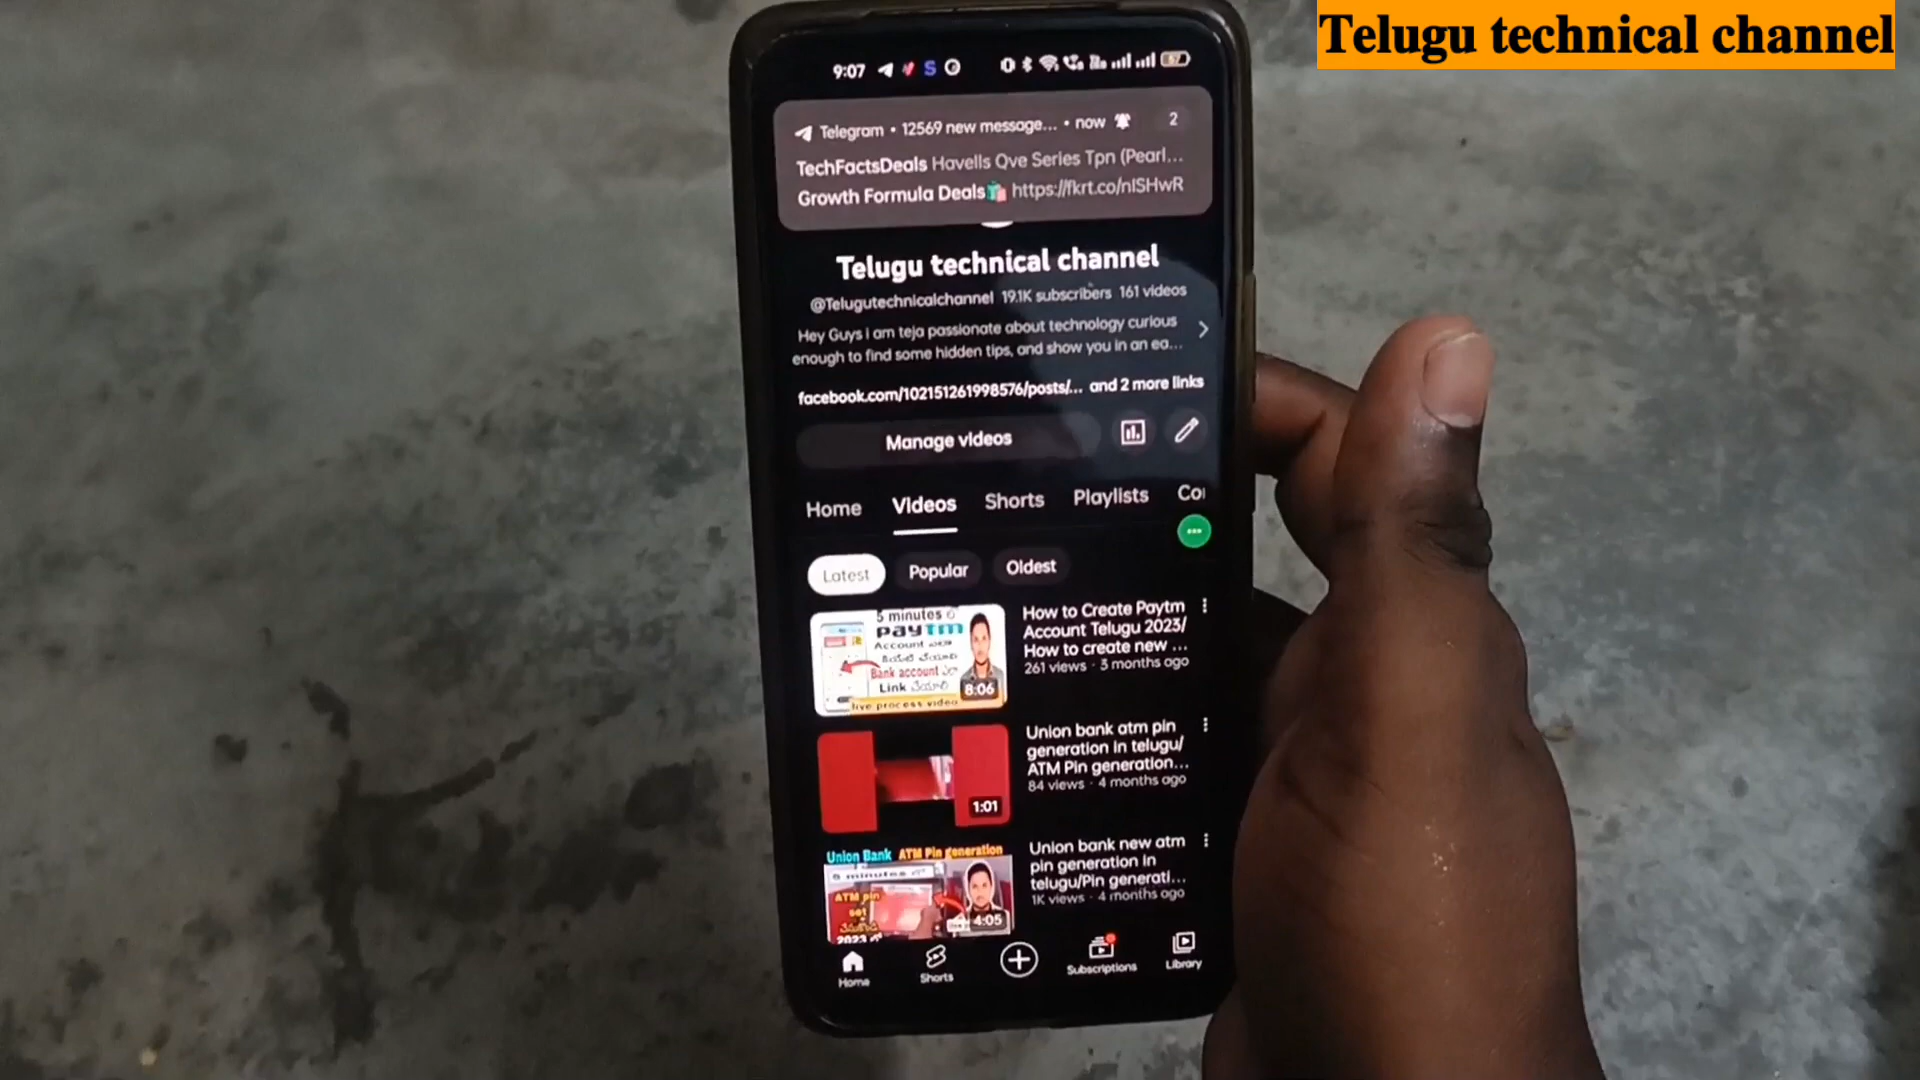 Telugu technical channel
9:07
Telegram • 12569 new message... • now
2
TechFactsDeals Havells Qve Series Tpn (Pearl...
Growth Formula Deals🛍️ https://fkrt.co/nISHwR
Telugu technical channel
@Telugutechnicalchannel 19.1K subscribers 161 videos
Hey Guys i am teja passionate about technology curious
enough to find some hidden tips, and show you in an ea...
facebook.com/102151261998576/posts/... and 2 more links
Manage videos
Home Videos Shorts Playlists
Latest Popular Oldest
5 minutes
paytm
Account
Bank account
Link చేయాలి
live process video
8:06
How to Create Paytm
Account Telugu 2023/
How to create new ...
261 views · 3 months ago
1:01
Union bank atm pin
generation in telugu/
ATM Pin generation...
84 views · 4 months ago
Union Bank ATM Pin generation
5 minutes లో
ATM pin
set
2023 లో
4:05
Union bank new atm
pin generation in
telugu/Pin generati...
1K views · 4 months ago
Home Shorts Subscriptions Library